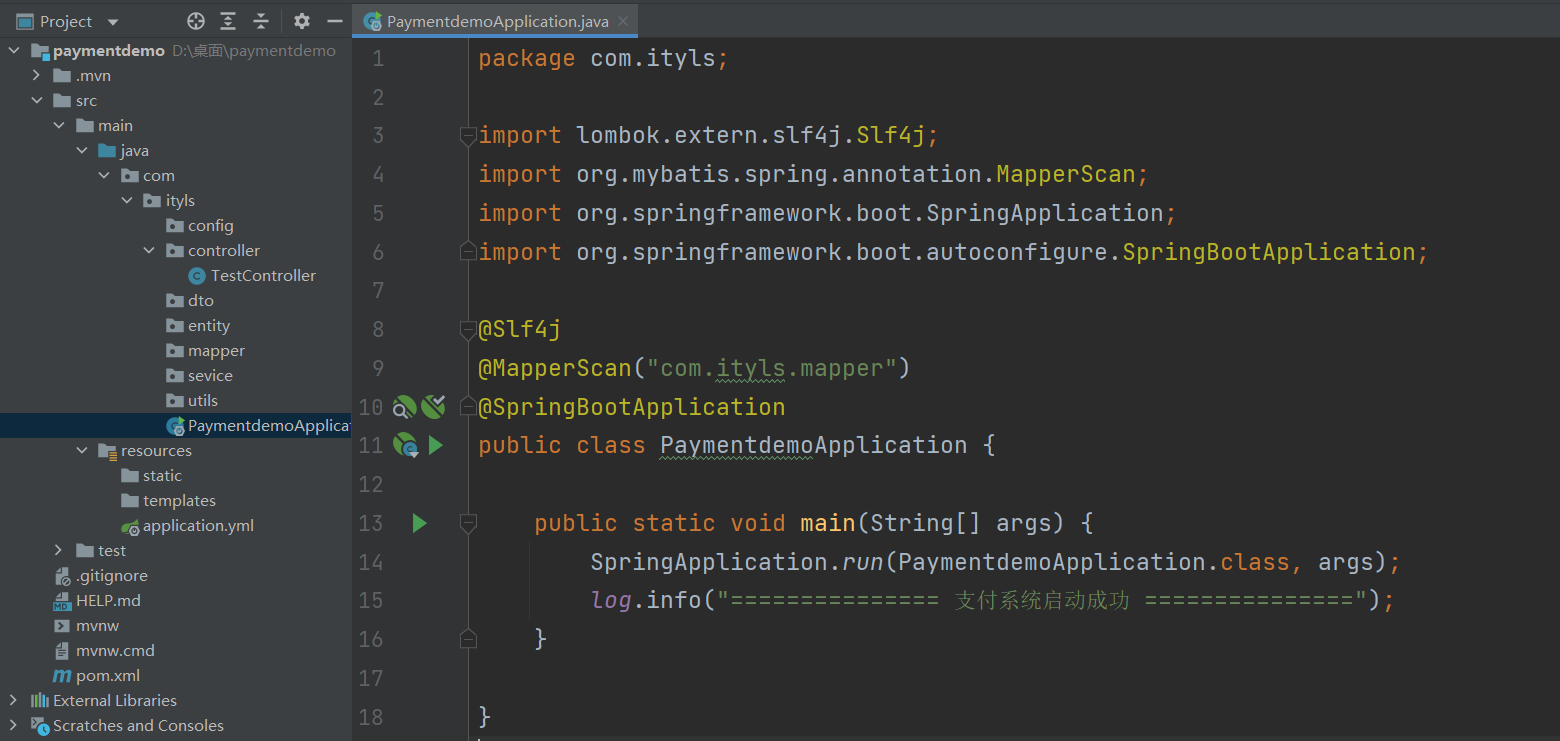 Project
paymentdemo D:\桌面\paymentdemo
.mvn
src
main
java
com
ityls
config
controller
TestController
dto
entity
mapper
sevice
utils
PaymentdemoApplicat
resources
static
templates
application.yml
test
.gitignore
HELP.md
mvnw
mvnw.cmd
pom.xml
External Libraries
Scratches and Consoles
PaymentdemoApplication.java
1 package com.ityls;
2
3 import lombok.extern.slf4j.Slf4j;
4 import org.mybatis.spring.annotation.MapperScan;
5 import org.springframework.boot.SpringApplication;
6 import org.springframework.boot.autoconfigure.SpringBootApplication;
7
8 @Slf4j
9 @MapperScan("com.ityls.mapper")
10 @SpringBootApplication
11 public class PaymentdemoApplication {
12
13 public static void main(String[] args) {
14 SpringApplication.run(PaymentdemoApplication.class, args);
15 log.info("=============== 支付系统启动成功 ===============");
16 }
17
18 }